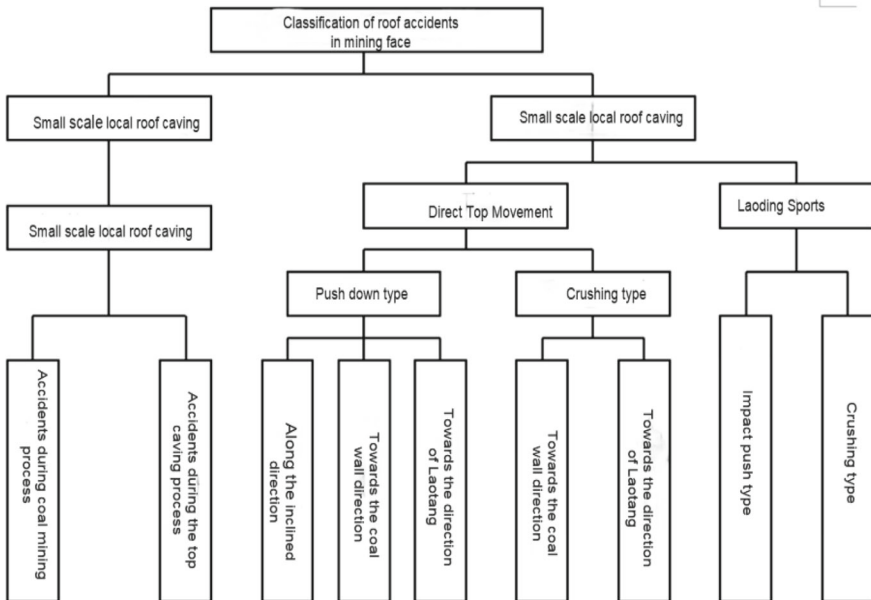 Classification of roof accidents
in mining face
Small scale local roof caving
Small scale local roof caving
Direct Top Movement
Laoding Sports
Small scale local roof caving
Push down type
Crushing type
Accidents during coal mining
process
Accidents during the top
caving process
Along the inclined
direction
Towards the coal
wall direction
Towards the direction
of Laotang
Towards the coal
wall direction
Towards the direction
of Laotang
Impact push type
Crushing type